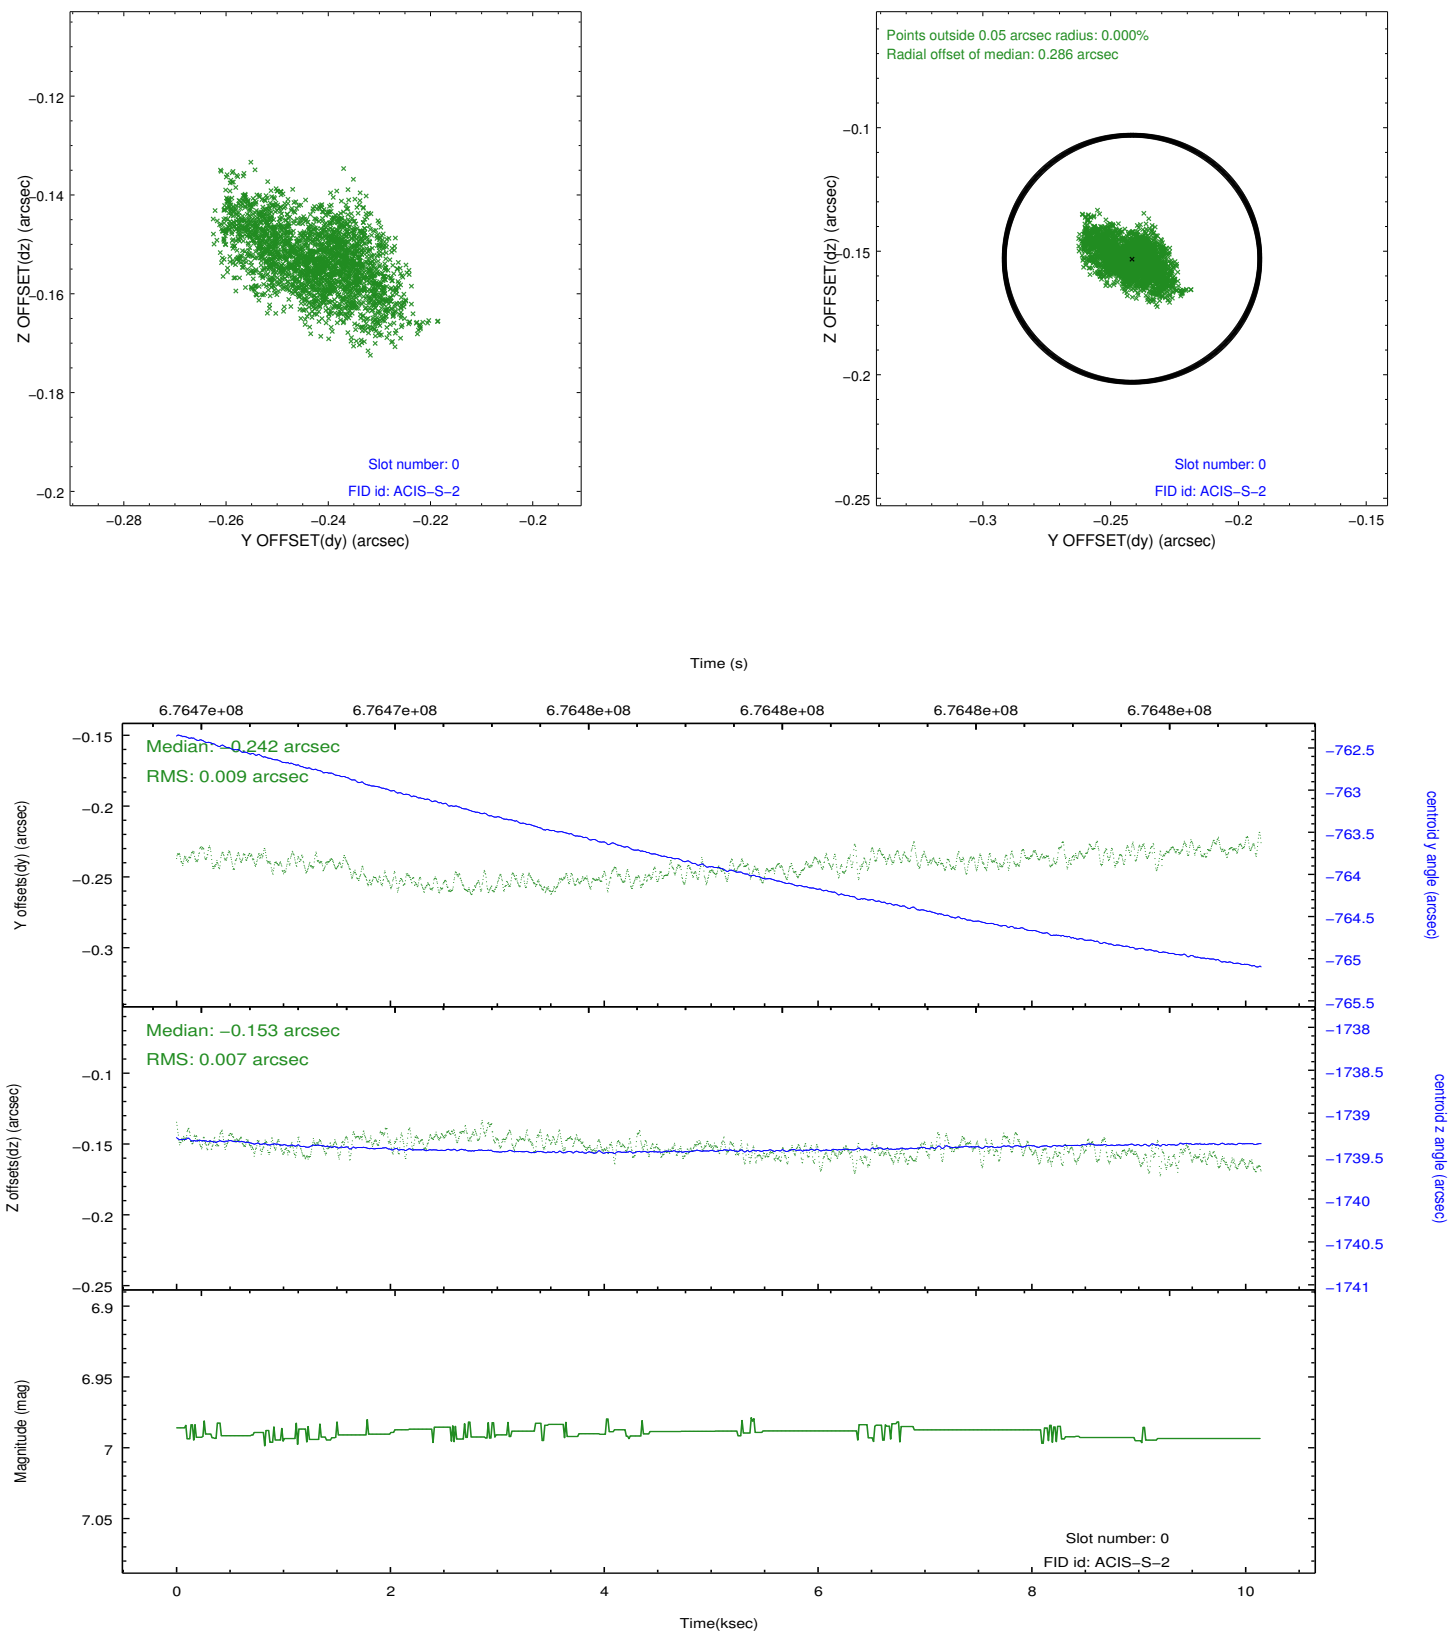 −0.12
−0.14
−0.16
−0.18
−0.2
Z OFFSET(dz) (arcsec)
Slot number: 0
FID id: ACIS−S−2
−0.28 −0.26 −0.24 −0.22 −0.2
Y OFFSET(dy) (arcsec)
Points outside 0.05 arcsec radius: 0.000%
Radial offset of median: 0.286 arcsec
−0.1
−0.15
−0.2
−0.25
Z OFFSET(dz) (arcsec)
Slot number: 0
FID id: ACIS−S−2
−0.3 −0.25 −0.2 −0.15
Y OFFSET(dy) (arcsec)
Time (s)
6.7647e+08 6.7647e+08 6.7648e+08 6.7648e+08 6.7648e+08 6.7648e+08
Median: −0.242 arcsec
RMS: 0.009 arcsec
−0.15
−0.2
−0.25
−0.3
Y offsets(dy) (arcsec)
−762.5
−763
−763.5
−764
−764.5
−765
−765.5
centroid y angle (arcsec)
Median: −0.153 arcsec
RMS: 0.007 arcsec
−0.1
−0.15
−0.2
−0.25
Z offsets(dz) (arcsec)
−1738
−1738.5
−1739
−1739.5
−1740
−1740.5
−1741
centroid z angle (arcsec)
6.9
6.95
7
7.05
Magnitude (mag)
Slot number: 0
FID id: ACIS−S−2
0 2 4 6 8 10
Time(ksec)